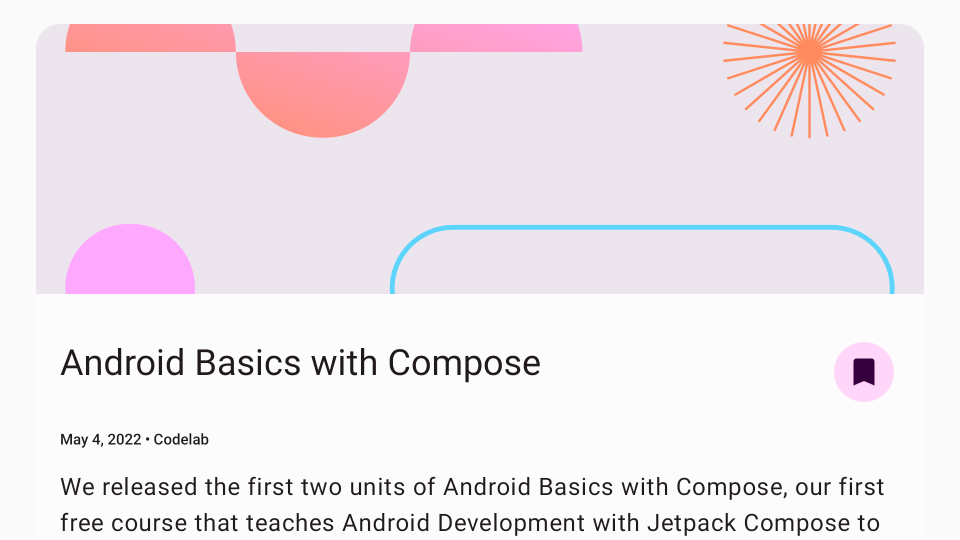 Android Basics with Compose
May 4, 2022 • Codelab
We released the first two units of Android Basics with Compose, our first
free course that teaches Android Development with Jetpack Compose to